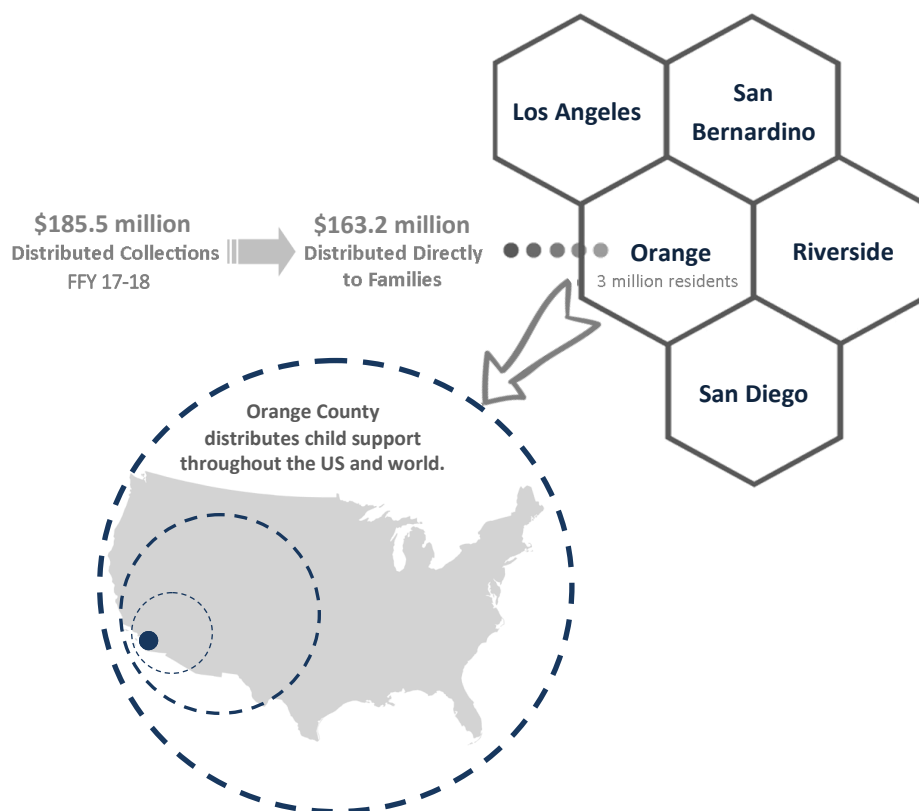 Los Angeles
San
Bernardino
$185.5 million
Distributed Collections
FFY 17-18
$163.2 million
Distributed Directly
to Families
Orange
3 million residents
Riverside
San Diego
Orange County
distributes child support
throughout the US and world.